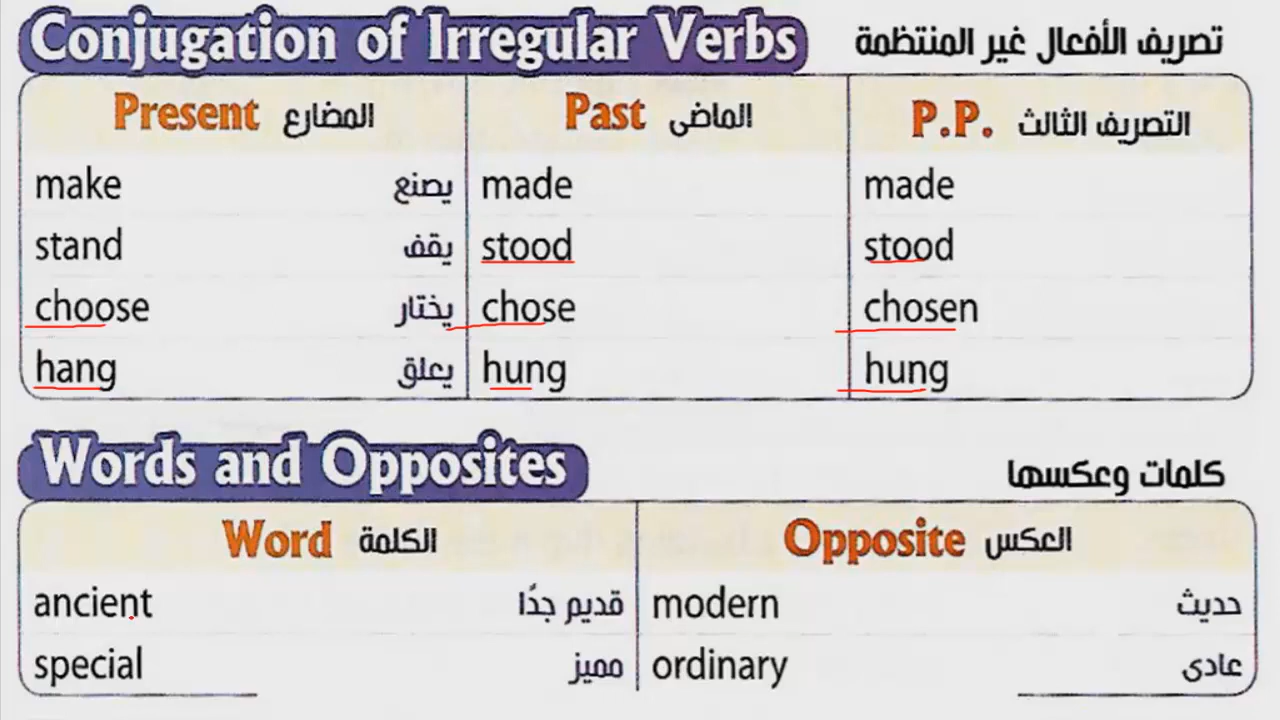 Conjugation of Irregular Verbs تصريف الأفعال غير المنتظمة
Present المضارع Past الماضى P.P. التصريف الثالث
make يصنع made made
stand يقف stood stood
choose يختار chose chosen
hang يعلق hung hung
Words and Opposites كلمات وعكسها
Word الكلمة Opposite العكس
ancient قديم جدًا modern حديث
special مميز ordinary عادى